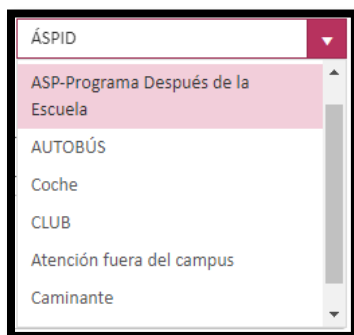 ÁSPID
ASP-Programa Después de la
Escuela
AUTOBÚS
Coche
CLUB
Atención fuera del campus
Caminante